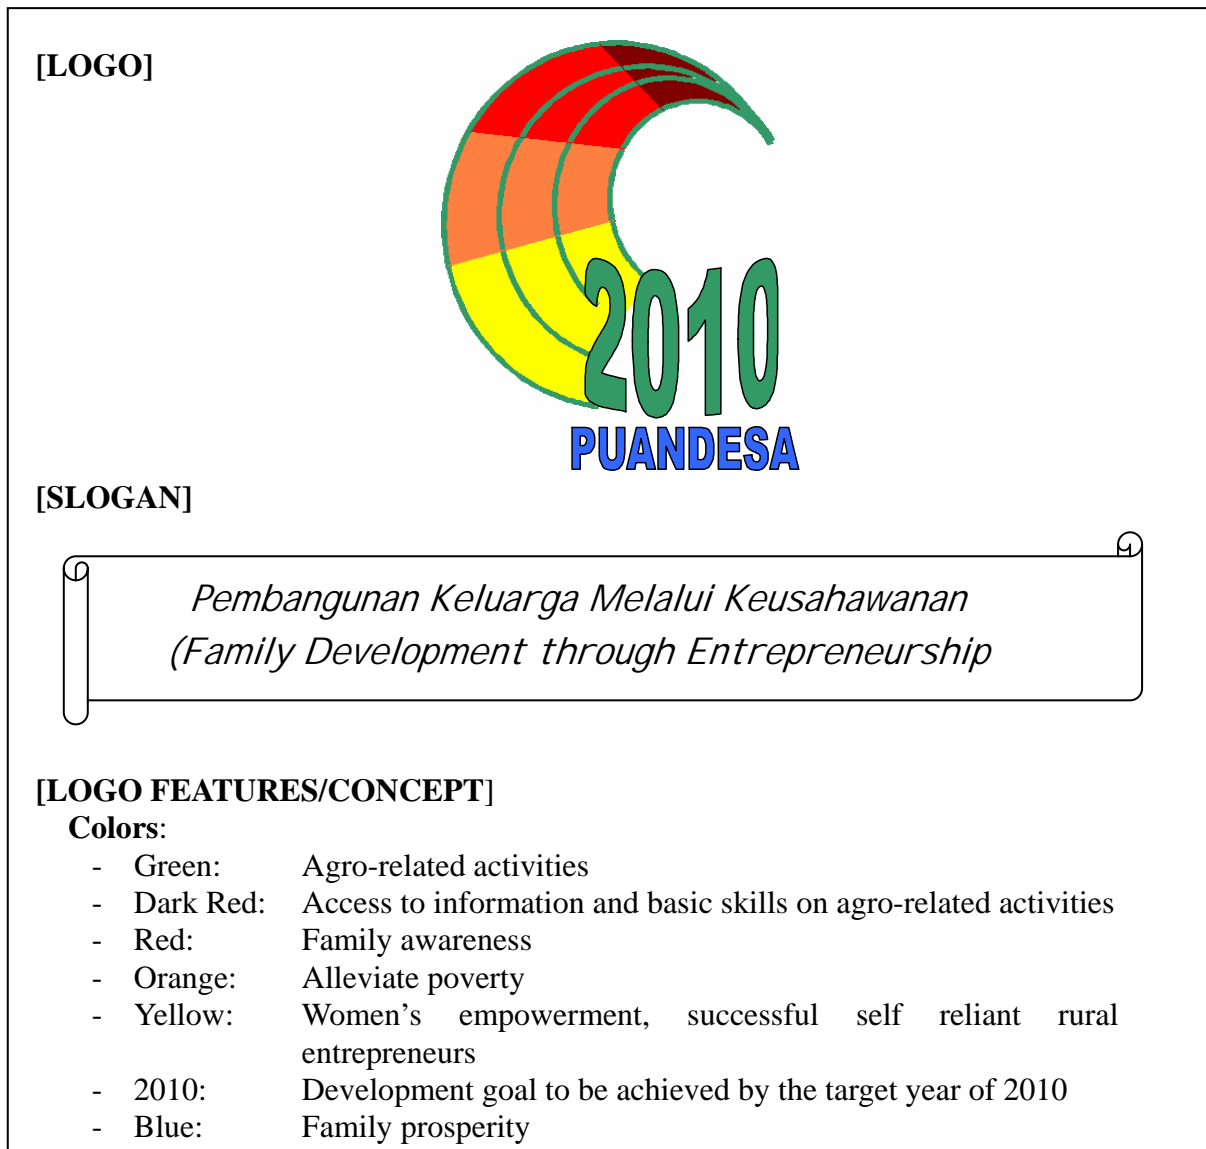 [LOGO]
2010
PUANDESA
[SLOGAN]
Pembangunan Keluarga Melalui Keusahawanan
(Family Development through Entrepreneurship
[LOGO FEATURES/CONCEPT]
Colors:
- Green: Agro-related activities
- Dark Red: Access to information and basic skills on agro-related activities
- Red: Family awareness
- Orange: Alleviate poverty
- Yellow: Women’s empowerment, successful self reliant rural
entrepreneurs
- 2010: Development goal to be achieved by the target year of 2010
- Blue: Family prosperity